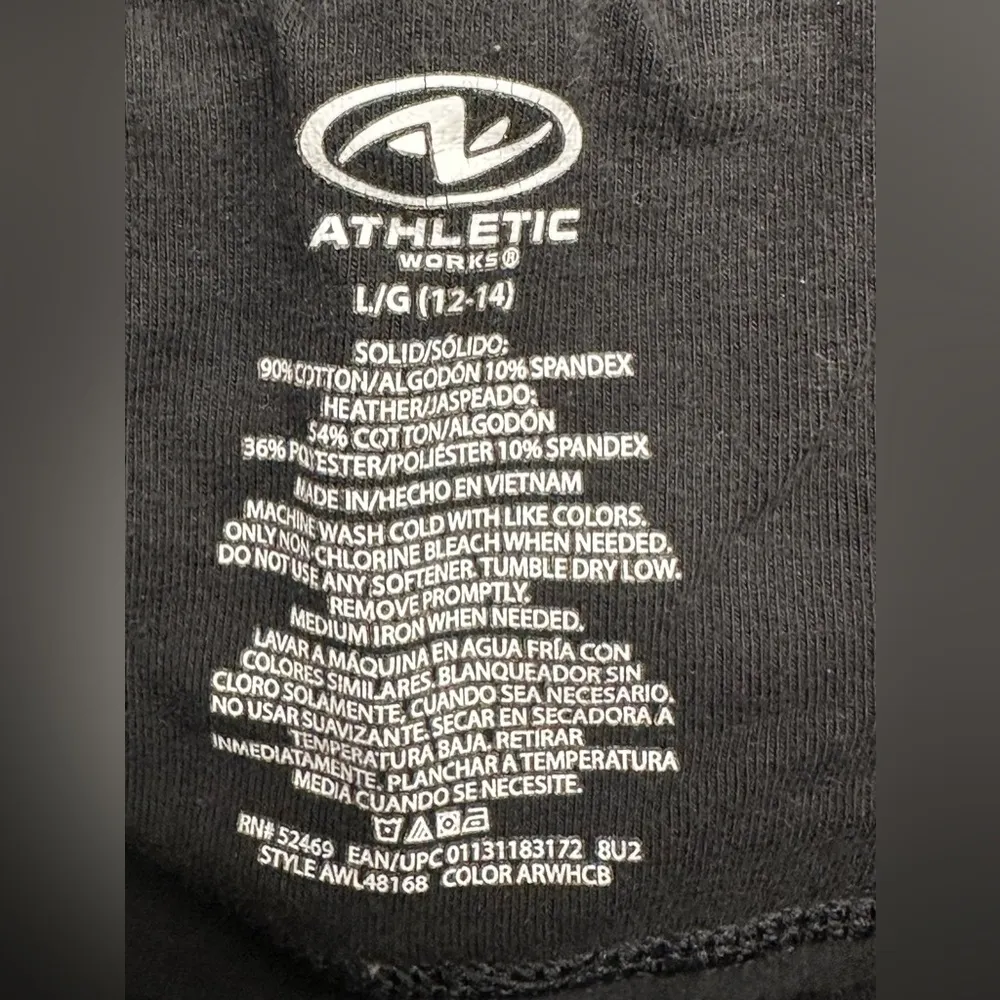 ATHLETIC
WORKS®
L/G (12-14)
SOLID/SÓLIDO:
90% COTTON/ALGODÓN 10% SPANDEX
HEATHER/JASPEADO:
54% COTTON/ALGODÓN
36% POLYESTER/POLIÉSTER 10% SPANDEX
MADE IN/HECHO EN VIETNAM
MACHINE WASH COLD WITH LIKE COLORS.
ONLY NON-CHLORINE BLEACH WHEN NEEDED.
DO NOT USE ANY SOFTENER. TUMBLE DRY LOW.
REMOVE PROMPTLY.
MEDIUM IRON WHEN NEEDED.
LAVAR A MÁQUINA EN AGUA FRÍA CON
COLORES SIMILARES. BLANQUEADOR SIN
CLORO SOLAMENTE, CUANDO SEA NECESARIO.
NO USAR SUAVIZANTE. SECAR EN SECADORA A
TEMPERATURA BAJA. RETIRAR
INMEDIATAMENTE. PLANCHAR A TEMPERATURA
MEDIA CUANDO SE NECESITE.
RN# 52469 EAN/UPC 01131183172 8U2
STYLE AWL48168 COLOR ARWHCB